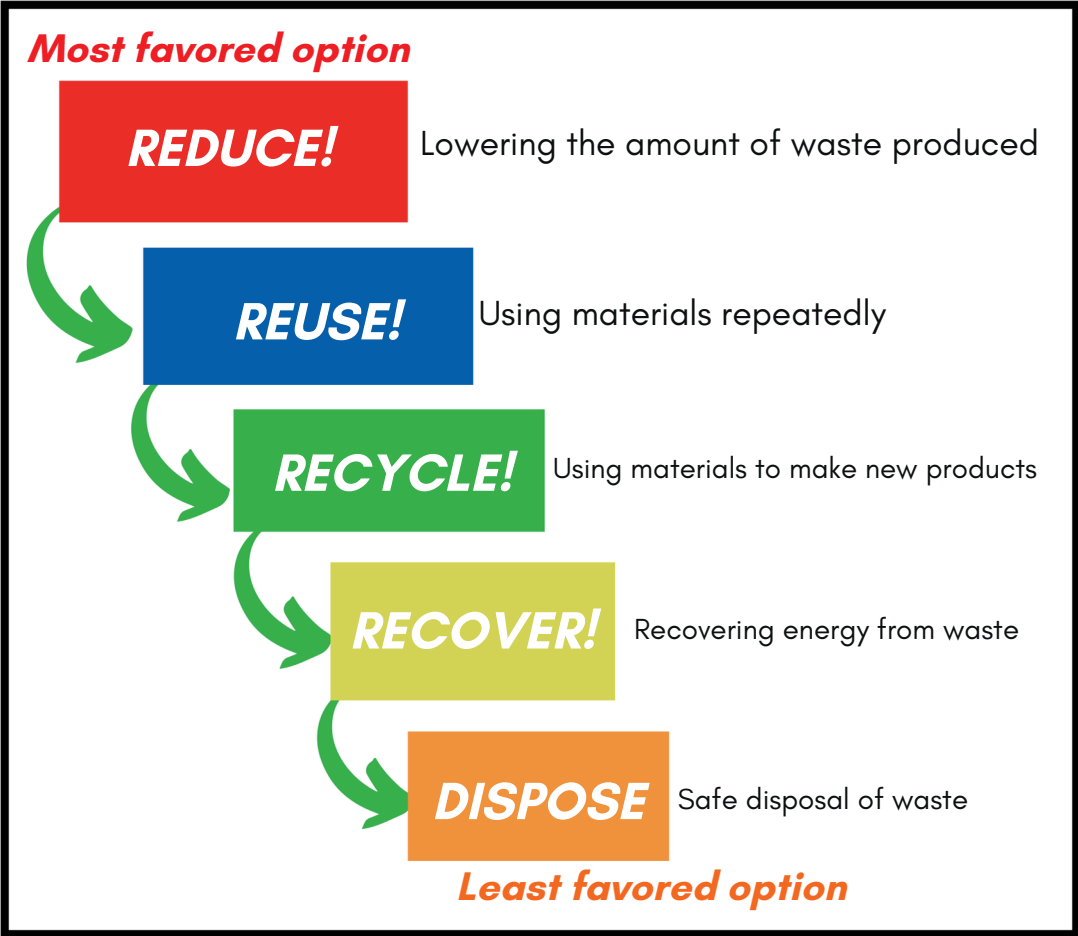 Most favored option
REDUCE!
Lowering the amount of waste produced
REUSE!
Using materials repeatedly
RECYCLE!
Using materials to make new products
RECOVER!
Recovering energy from waste
DISPOSE
Safe disposal of waste
Least favored option